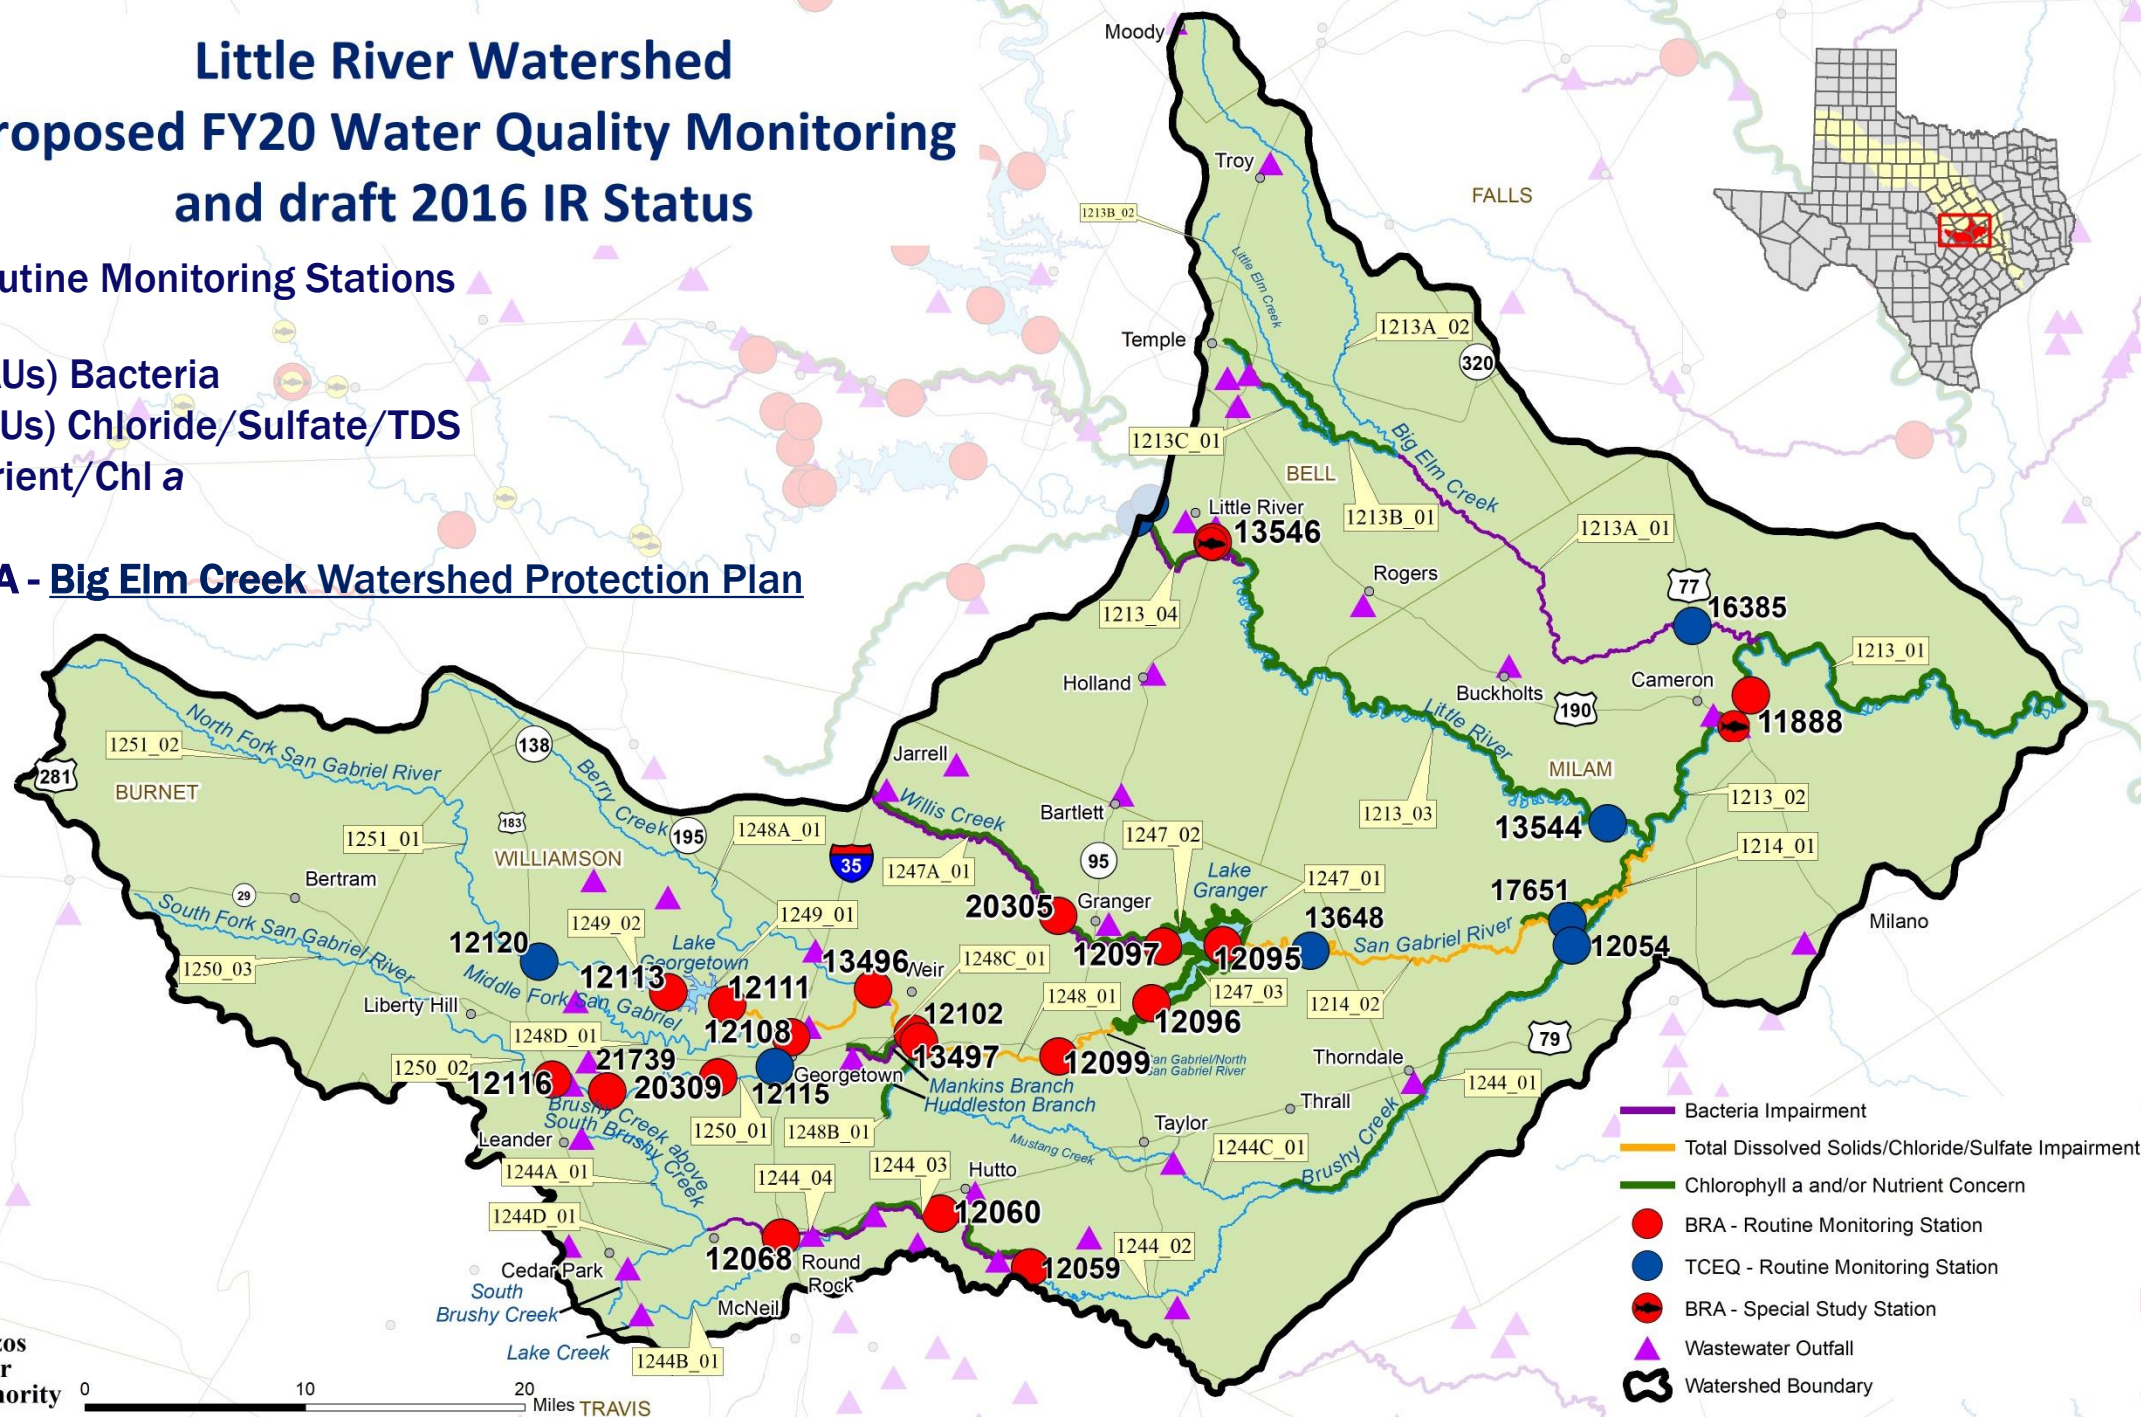 Little River Watershed
roposed FY20 Water Quality Monitoring
and draft 2016 IR Status
utine Monitoring Stations
Us) Bacteria
Us) Chloride/Sulfate/TDS
rient/Chl a
A - Big Elm Creek Watershed Protection Plan
Moody
Troy
FALLS
1213B_02
Little Elm Creek
Temple
1213A_02
320
1213C_01
Big Elm Creek
BELL
Little River
13546
1213B_01
1213A_01
Rogers
77
16385
1213_04
1213_01
Holland
Buckholts
Cameron
190
11888
Little River
North Fork San Gabriel River
1251_02
138
281
BURNET
Berry Creek
Jarrell
MILAM
1213_02
Willis Creek
Bartlett
1213_03
13544
1251_01
183
195
1248A_01
35
1247_02
95
1214_01
WILLIAMSON
1247A_01
Lake
Granger
1247_01
29
Bertram
20305
Granger
17651
South Fork San Gabriel River
1249_02
1249_01
13648
Milano
12120
Lake
Georgetown
13496
Weir
1248C_01
12097
12095
San Gabriel River
12054
1250_03
12113
12111
Middle Fork San Gabriel
1248_01
1247_03
1214_02
Liberty Hill
12108
12102
12096
1248D_01
79
1250_02
21739
13497
12099
San Gabriel/North
San Gabriel River
Thorndale
12116
20309
12115
Georgetown
Mankins Branch
Huddleston Branch
1244_01
Brushy Creek above
South Brushy Creek
Thrall
Leander
1250_01
1248B_01
Taylor
Mustang Creek
1244C_01
Brushy Creek
1244A_01
1244_04
1244_03
Hutto
1244D_01
12060
12068
Round
Rock
12059
1244_02
Cedar Park
South
Brushy Creek
McNeil
Lake Creek
1244B_01
zos
r
hority
0
10
20
Miles
TRAVIS
Bacteria Impairment
Total Dissolved Solids/Chloride/Sulfate Impairment
Chlorophyll a and/or Nutrient Concern
BRA - Routine Monitoring Station
TCEQ - Routine Monitoring Station
BRA - Special Study Station
Wastewater Outfall
Watershed Boundary